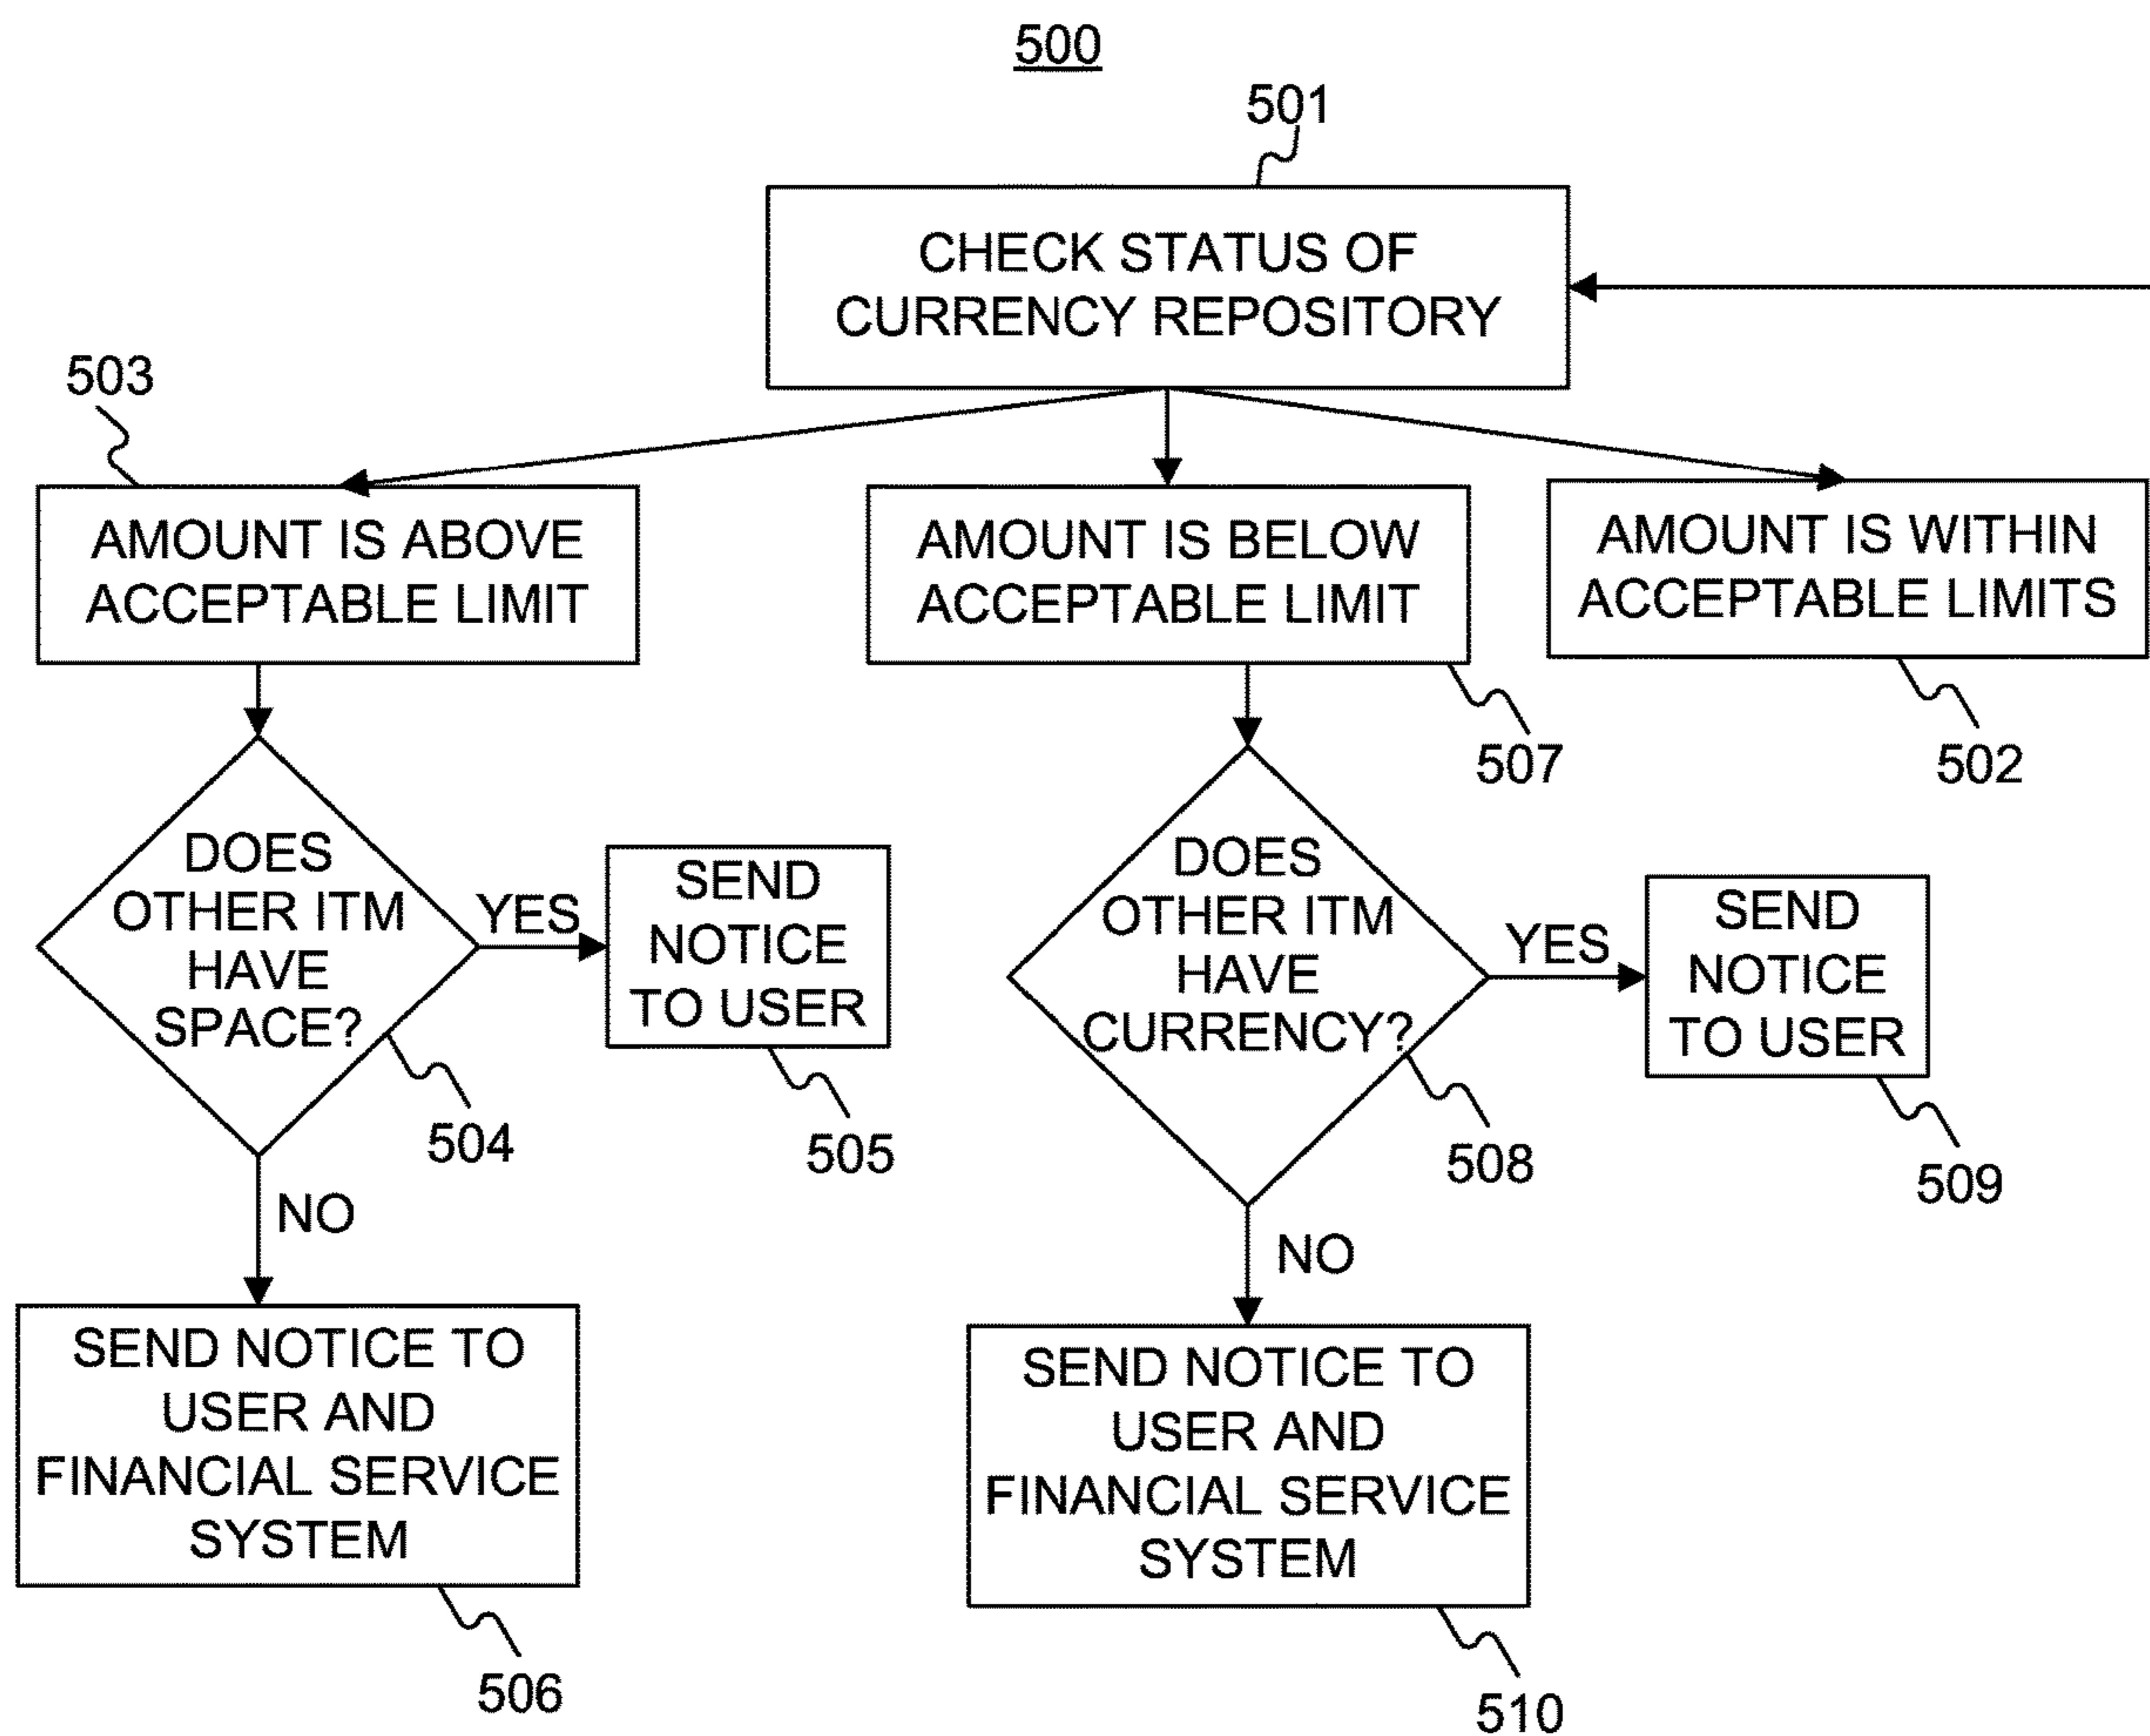 500
501
CHECK STATUS OF
CURRENCY REPOSITORY
503
AMOUNT IS ABOVE
ACCEPTABLE LIMIT
AMOUNT IS BELOW
ACCEPTABLE LIMIT
AMOUNT IS WITHIN
ACCEPTABLE LIMITS
507
502
DOES
OTHER ITM
HAVE
SPACE?
YES
SEND
NOTICE
TO USER
504
505
DOES
OTHER ITM
HAVE
CURRENCY?
YES
SEND
NOTICE
TO USER
508
509
NO
SEND NOTICE TO
USER AND
FINANCIAL SERVICE
SYSTEM
506
NO
SEND NOTICE TO
USER AND
FINANCIAL SERVICE
SYSTEM
510